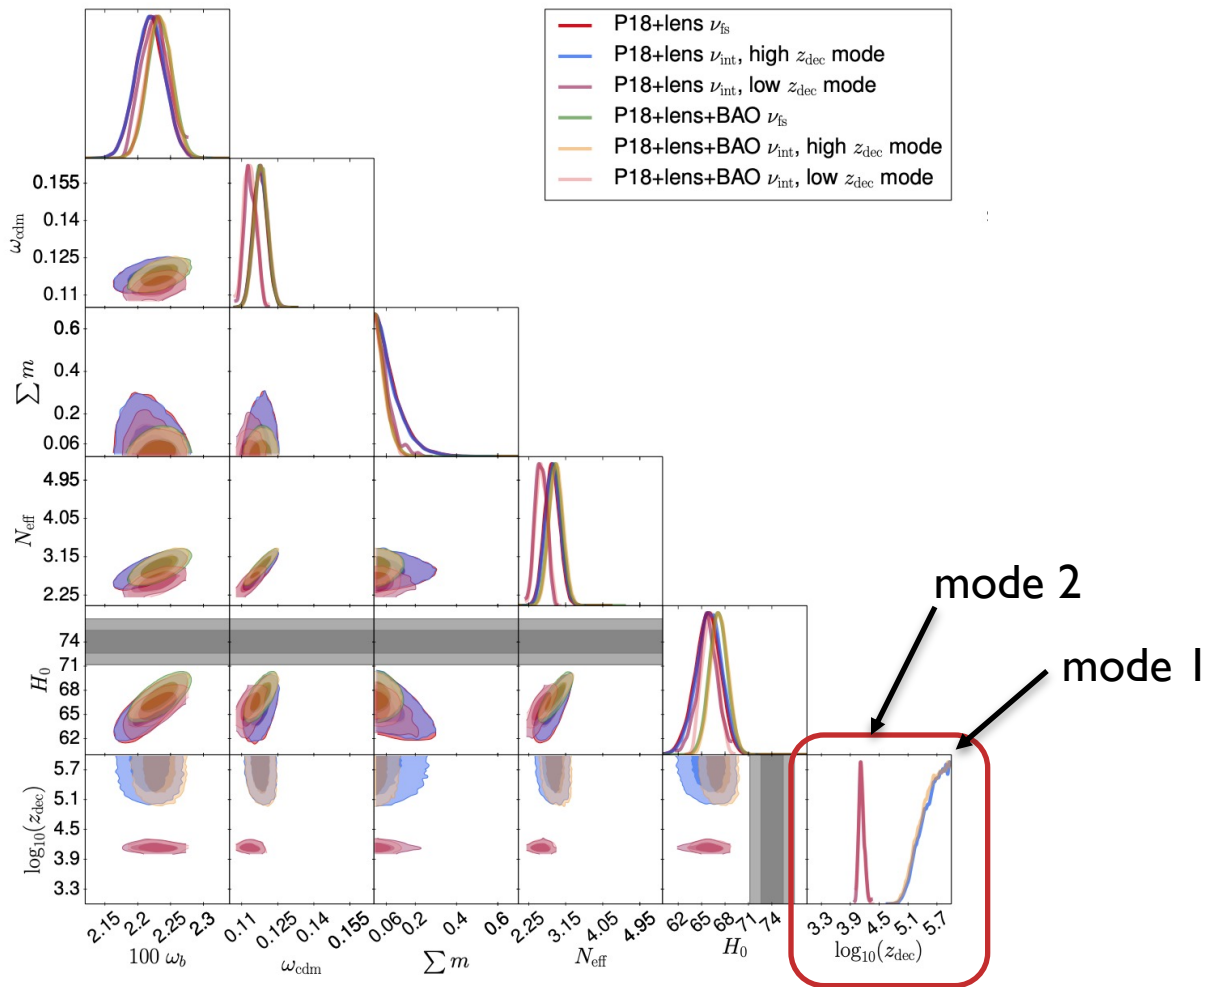 P18+lens ν_fs
P18+lens ν_int, high z_dec mode
P18+lens ν_int, low z_dec mode
P18+lens+BAO ν_fs
P18+lens+BAO ν_int, high z_dec mode
P18+lens+BAO ν_int, low z_dec mode
ω_cdm
0.155
0.14
0.125
0.11
∑ m
0.6
0.4
0.2
0.06
N_eff
4.95
4.05
3.15
2.25
mode 2
mode 1
H_0
74
71
68
65
62
log_10(z_dec)
5.7
5.1
4.5
3.9
3.3
2.15 2.2 2.25 2.3
0.11 0.125 0.14 0.155
0.06 0.2 0.4 0.6
2.25 3.15 4.05 4.95
62 65 68 71 74
3.3 3.9 4.5 5.1 5.7
100 ω_b
ω_cdm
∑ m
N_eff
H_0
log_10(z_dec)